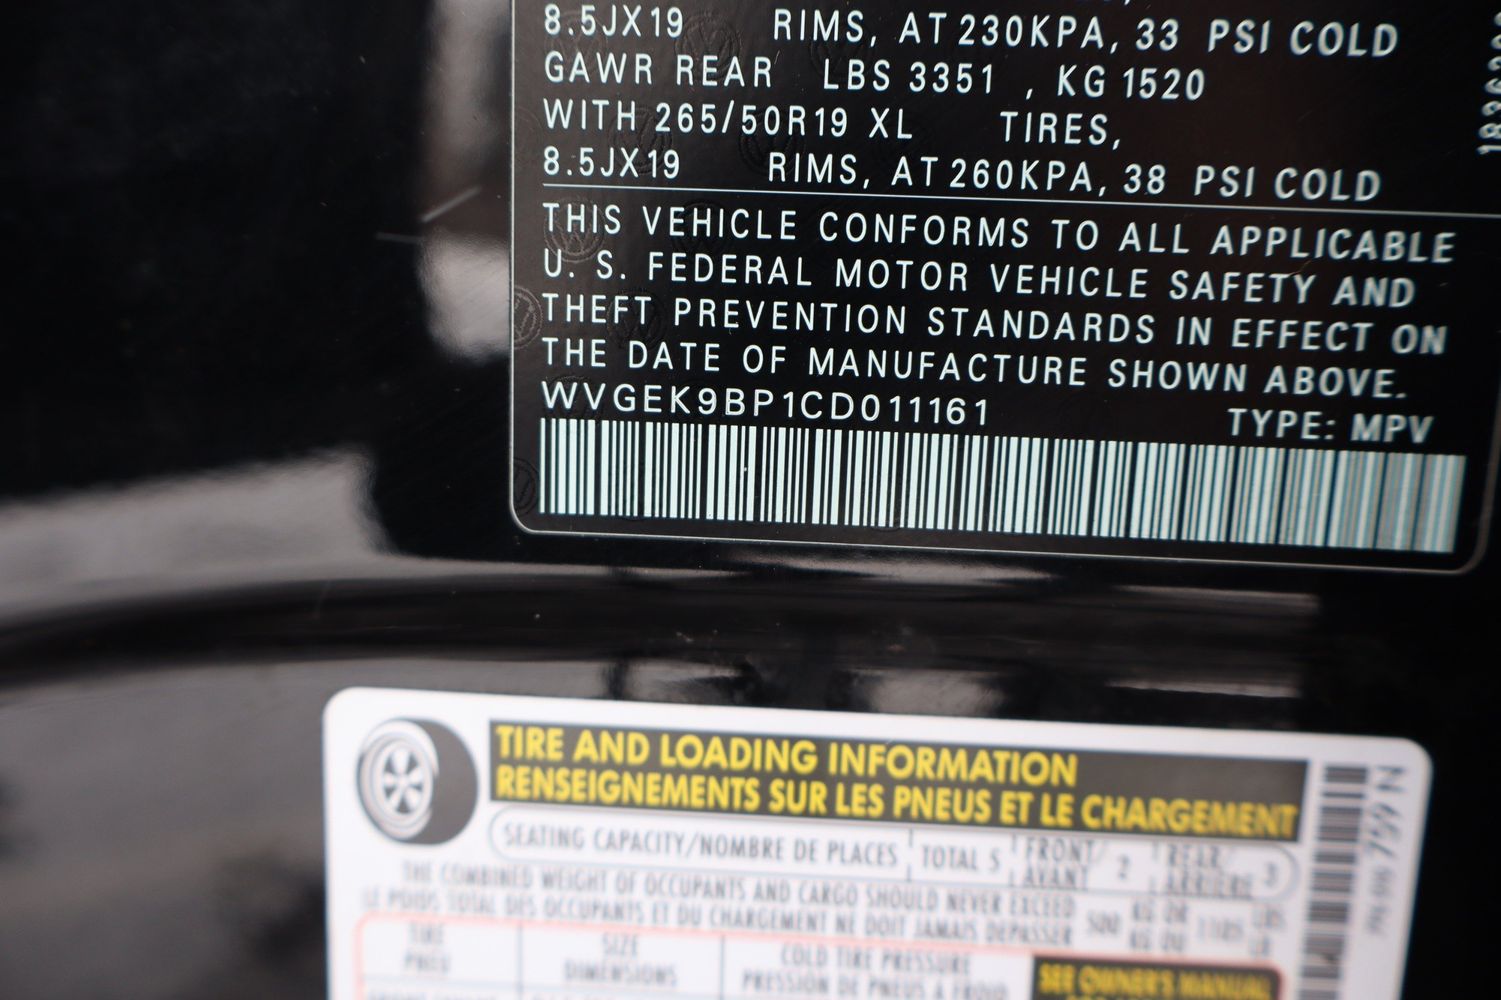 8.5JX19 RIMS, AT 230KPA, 33 PSI COLD
GAWR REAR LBS 3351 , KG 1520
WITH 265/50R19 XL TIRES,
8.5JX19 RIMS, AT 260KPA, 38 PSI COLD
THIS VEHICLE CONFORMS TO ALL APPLICABLE
U. S. FEDERAL MOTOR VEHICLE SAFETY AND
THEFT PREVENTION STANDARDS IN EFFECT ON
THE DATE OF MANUFACTURE SHOWN ABOVE.
WVGEK9BP1CD011161 TYPE: MPV
TIRE AND LOADING INFORMATION
RENSEIGNEMENTS SUR LES PNEUS ET LE CHARGEMENT
SEATING CAPACITY/NOMBRE DE PLACES TOTAL 5 FRONT/ AVANT 2 REAR/ ARRIERE 3
THE COMBINED WEIGHT OF OCCUPANTS AND CARGO SHOULD NEVER EXCEED
LE POIDS TOTAL DES OCCUPANTS ET DU CHARGEMENT NE DOIT JAMAIS DEPASSER
500 KG OR LBS
KG OU LB
TIRE SIZE COLD TIRE PRESSURE
PNEU DIMENSIONS PRESSION DE PNEUS A FROID
SEE OWNER'S MANUAL